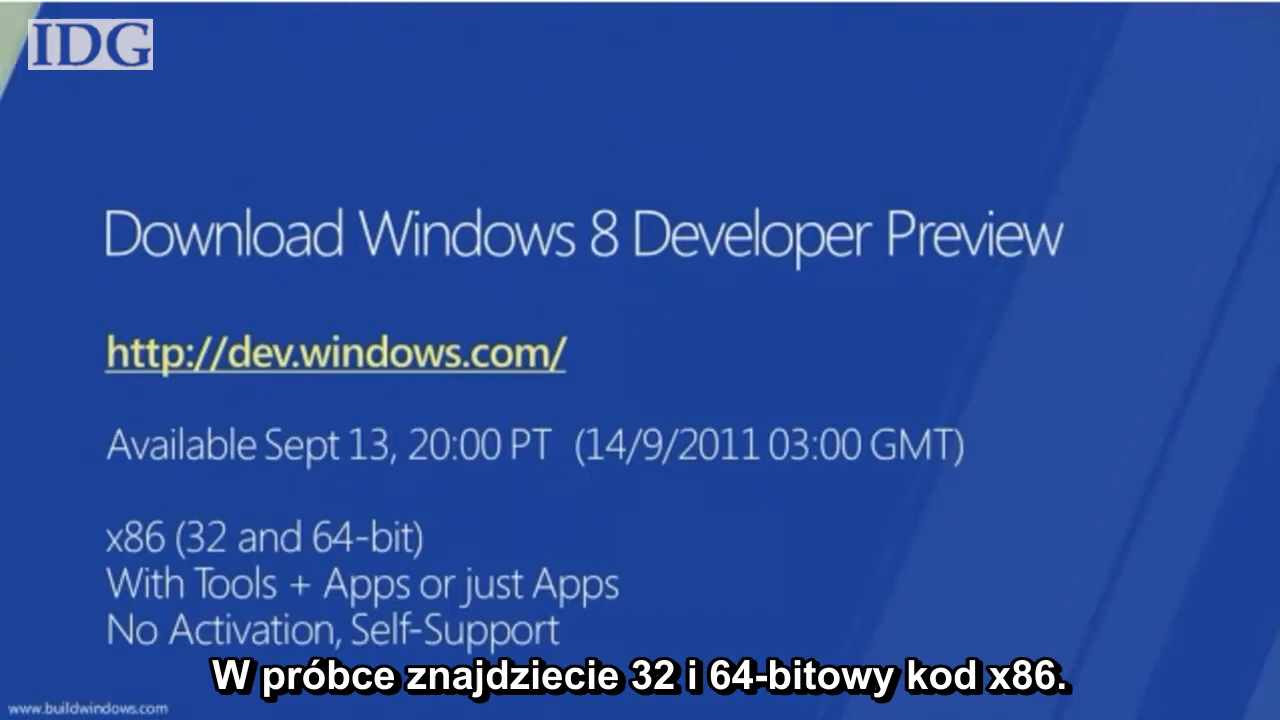 IDG
Download Windows 8 Developer Preview
http://dev.windows.com/
Available Sept 13, 20:00 PT (14/9/2011 03:00 GMT)
x86 (32 and 64-bit)
With Tools + Apps or just Apps
No Activation, Self-Support
W próbce znajdziecie 32 i 64-bitowy kod x86.
www.buildwindows.com